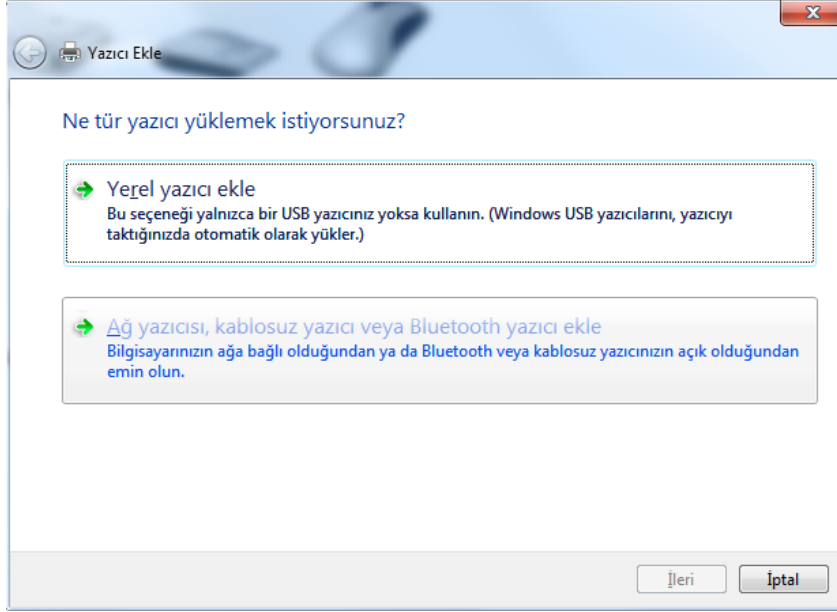 Yazıcı Ekle
Ne tür yazıcı yüklemek istiyorsunuz?
Yerel yazıcı ekle
Bu seçeneği yalnızca bir USB yazıcınız yoksa kullanın. (Windows USB yazıcılarını, yazıcıyı
taktığınızda otomatik olarak yükler.)
Ağ yazıcısı, kablosuz yazıcı veya Bluetooth yazıcı ekle
Bilgisayarınızın ağa bağlı olduğundan ya da Bluetooth veya kablosuz yazıcınızın açık olduğundan
emin olun.
İleri
İptal